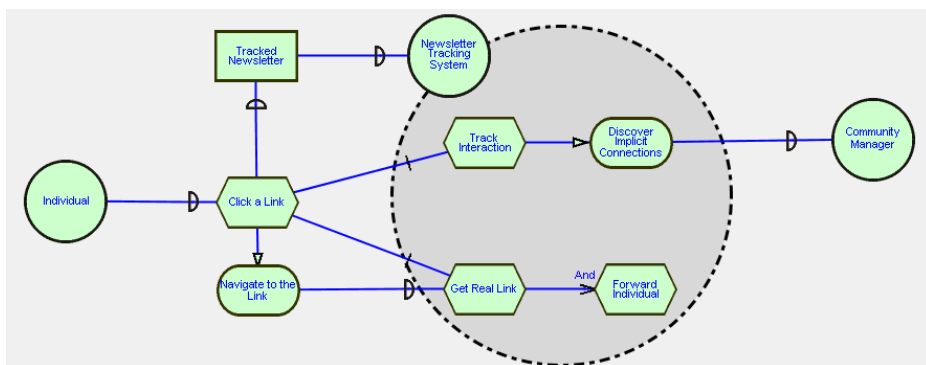 Tracked
Newsletter
Newsletter
Tracking
System
Track
Interaction
Discover
Implicit
Connections
Community
Manager
Individual
Click a Link
Navigate to the
Link
Get Real Link
And
Forward
Individual